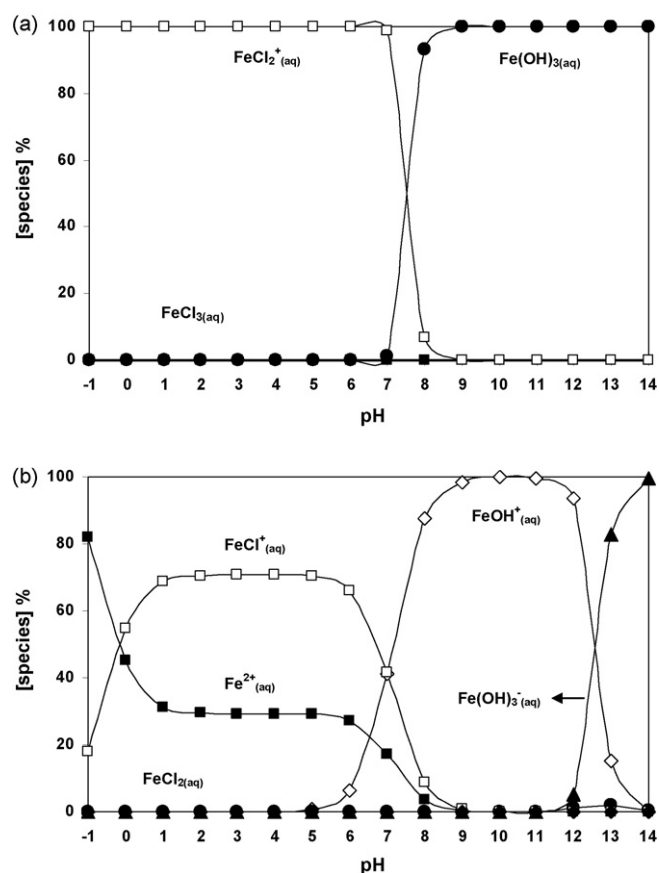 (a)
100
80
60
40
20
0
[species] %
FeCl₂⁺(aq)
Fe(OH)₃(aq)
FeCl₃(aq)
-1 0 1 2 3 4 5 6 7 8 9 10 11 12 13 14
pH
(b)
100
80
60
40
20
0
[species] %
FeCl⁺(aq)
Fe²⁺(aq)
FeCl₂(aq)
FeOH⁺(aq)
Fe(OH)₃⁻(aq)
-1 0 1 2 3 4 5 6 7 8 9 10 11 12 13 14
pH